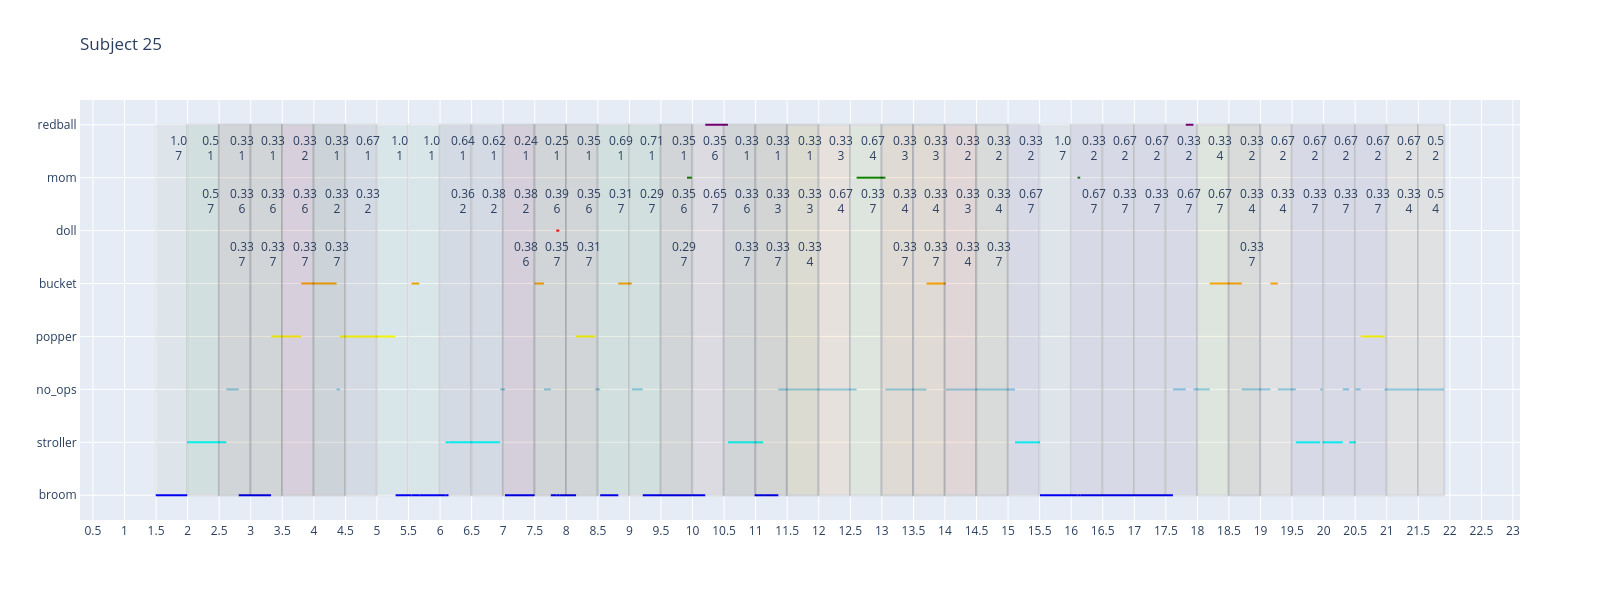 Subject 25
redball
1.0 0.5 0.33 0.33 0.33 0.33 0.67 1.0 1.0 0.64 0.62 0.24 0.25 0.35 0.69 0.71 0.35 0.35 0.33 0.33 0.33 0.33 0.67 0.33 0.33 0.33 0.33 0.33 1.0 0.33 0.67 0.67 0.33 0.33 0.33 0.67 0.67 0.67 0.67 0.67 0.5
7 1 1 1 2 1 1 1 1 1 1 1 1 1 1 1 1 6 1 1 1 3 4 3 3 2 2 2 7 2 2 2 2 4 2 2 2 2 2 2 2
mom
0.5 0.33 0.33 0.33 0.33 0.33 0.36 0.38 0.38 0.39 0.35 0.31 0.29 0.35 0.65 0.33 0.33 0.33 0.67 0.33 0.33 0.33 0.33 0.33 0.67 0.67 0.33 0.33 0.67 0.67 0.33 0.33 0.33 0.33 0.33 0.33 0.5
7 6 6 6 2 2 2 2 2 6 6 7 7 6 7 6 3 3 4 7 4 4 3 4 7 7 7 7 7 7 4 4 7 7 7 4 4
doll
0.33 0.33 0.33 0.33 0.38 0.35 0.31 0.29 0.33 0.33 0.33 0.33 0.33 0.33 0.33 0.33
7 7 7 7 6 7 7 7 7 7 4 7 7 4 7 7
bucket
popper
no_ops
stroller
broom
0.5 1 1.5 2 2.5 3 3.5 4 4.5 5 5.5 6 6.5 7 7.5 8 8.5 9 9.5 10 10.5 11 11.5 12 12.5 13 13.5 14 14.5 15 15.5 16 16.5 17 17.5 18 18.5 19 19.5 20 20.5 21 21.5 22 22.5 23